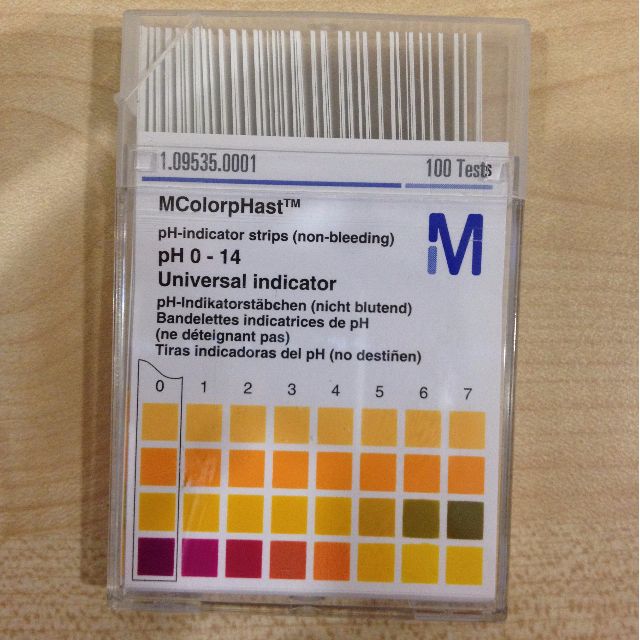 1.09535.0001 100 Tests
MColorpHast™
pH-indicator strips (non-bleeding)
pH 0 - 14
Universal indicator
pH-Indikatorstäbchen (nicht blutend)
Bandelettes indicatrices de pH
(ne déteignant pas)
Tiras indicadoras del pH (no destiñen)
M
0 1 2 3 4 5 6 7